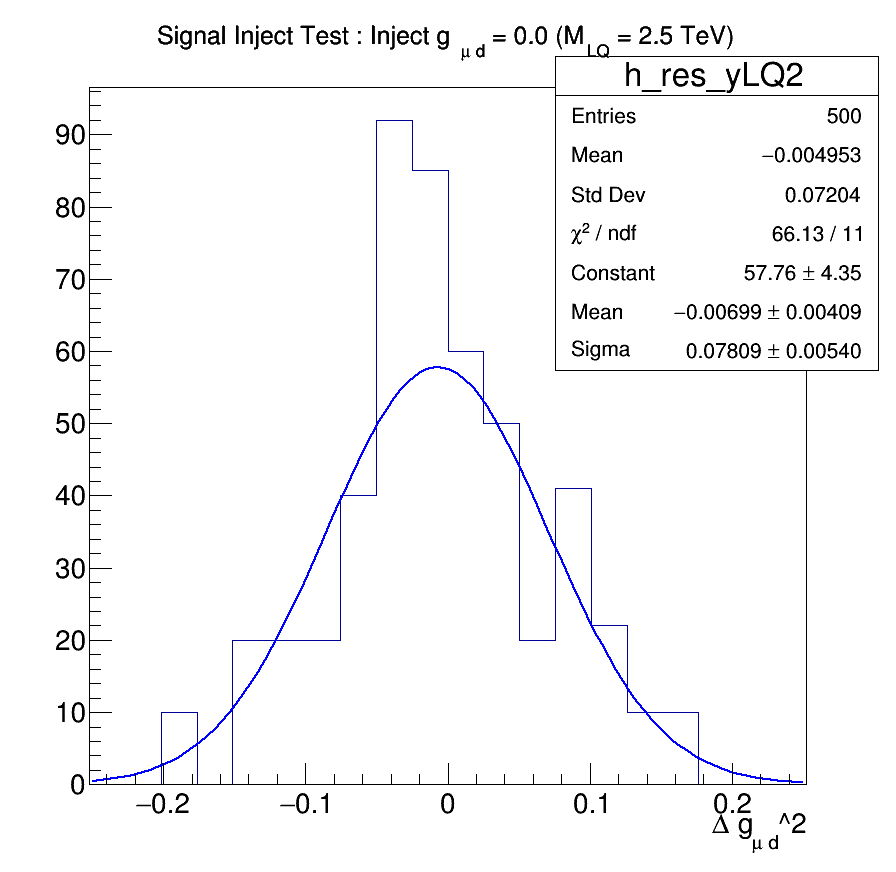 Signal Inject Test : Inject g μ d = 0.0 (M LQ = 2.5 TeV)
h_res_yLQ2
Entries 500
Mean −0.004953
Std Dev 0.07204
χ² / ndf 66.13 / 11
Constant 57.76 ± 4.35
Mean −0.00699 ± 0.00409
Sigma 0.07809 ± 0.00540
90
80
70
60
50
40
30
20
10
0
−0.2 −0.1 0 0.1 0.2
Δ g μ d ^2